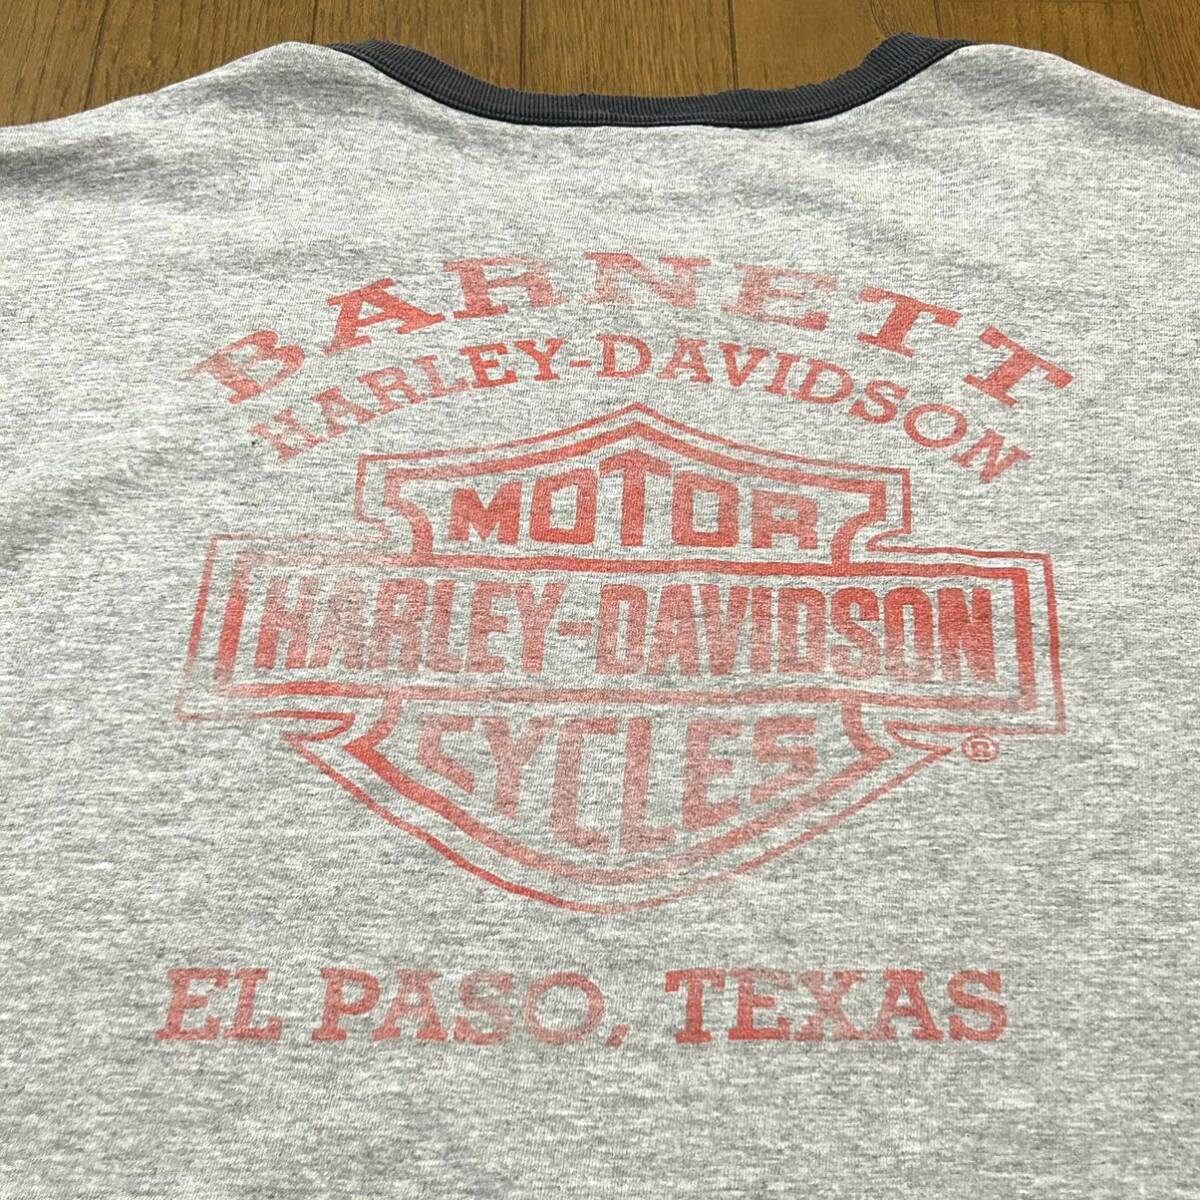 BARNETT
HARLEY-DAVIDSON
MOTOR
HARLEY-DAVIDSON
CYCLES
®
EL PASO, TEXAS